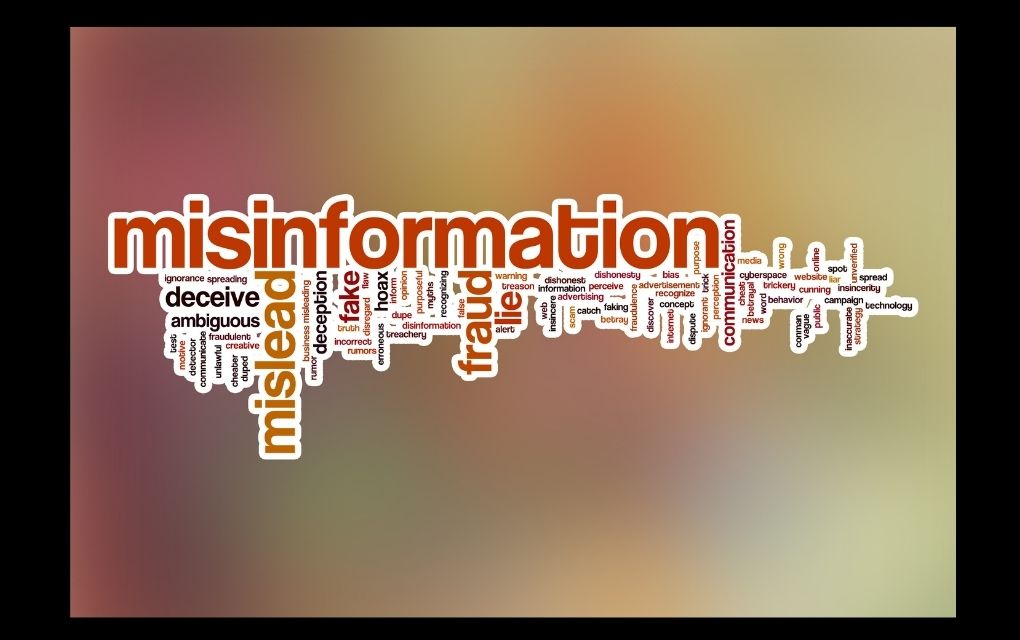 misinformation
ignorance
spreading
deceive
ambiguous
fraudulent
creative
test
motive
detector
communicate
unlawful
cheater
duped
mislead
business
misleading
rumor
deception
fake
truth
incorrect
rumors
disregard
flaw
hoax
erroneous
inform
opinion
purposeful
myhs
recognizing
dupe
disinformation
treachery
false
fraud
lie
warning
treason
alert
dishonest
information
advertising
web
insincere
scam
catch
faking
betray
dishonesty
perceive
bias
fraudulence
advertisement
recognize
concept
discover
internet
dispute
ignorant
purpose
trick
perception
communication
media
cyberspace
cheat
betrayal
word
news
wrong
trickery
behavior
website
cunning
online
liar
spot
unverified
spread
insincerity
campaign
technology
vague
public
inaccurate
strategy